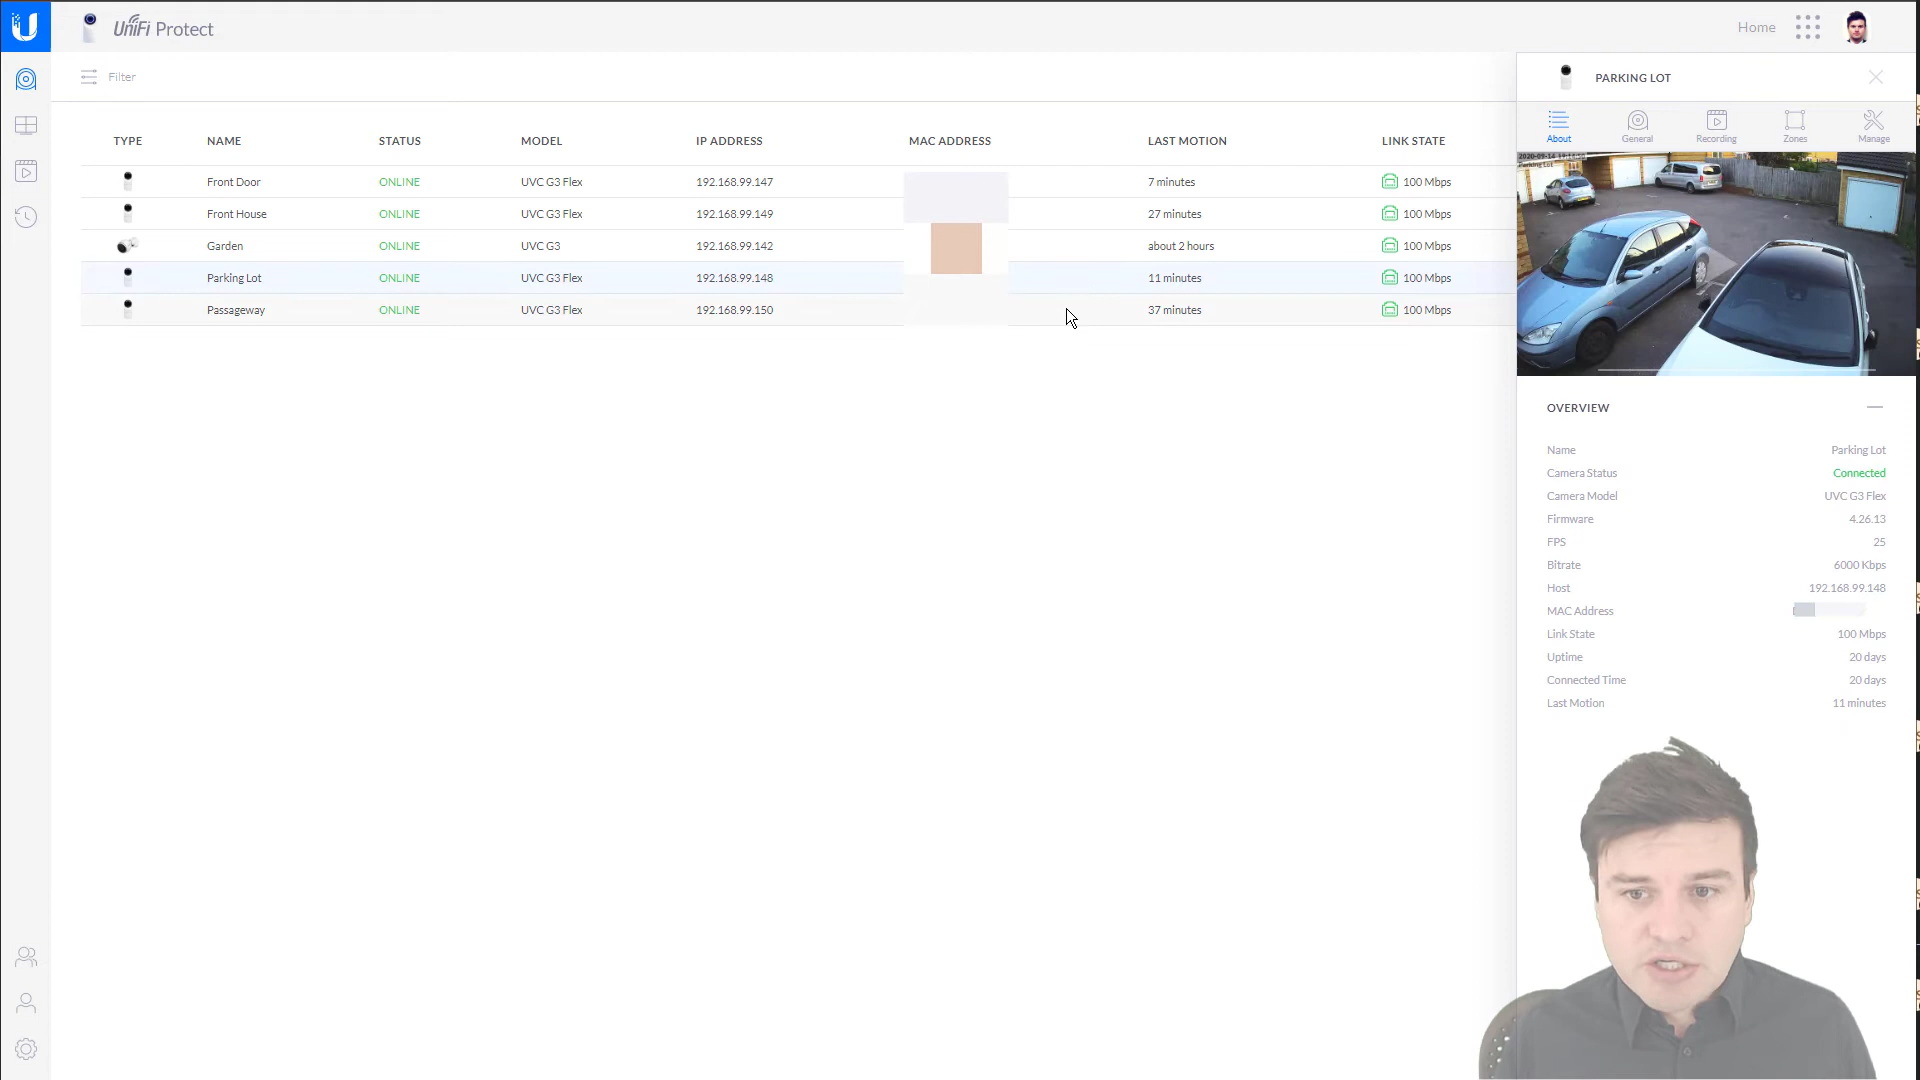 UniFi Protect
Home
Filter
PARKING LOT
About General Recording Zones Manage
TYPE NAME STATUS MODEL IP ADDRESS MAC ADDRESS LAST MOTION LINK STATE
Front Door ONLINE UVC G3 Flex 192.168.99.147 7 minutes 100 Mbps
Front House ONLINE UVC G3 Flex 192.168.99.149 27 minutes 100 Mbps
Garden ONLINE UVC G3 192.168.99.142 about 2 hours 100 Mbps
Parking Lot ONLINE UVC G3 Flex 192.168.99.148 11 minutes 100 Mbps
Passageway ONLINE UVC G3 Flex 192.168.99.150 37 minutes 100 Mbps
Parking Lot
OVERVIEW
Name Parking Lot
Camera Status Connected
Camera Model UVC G3 Flex
Firmware 4.26.13
FPS 25
Bitrate 6000 Kbps
Host 192.168.99.148
MAC Address
Link State 100 Mbps
Uptime 20 days
Connected Time 20 days
Last Motion 11 minutes